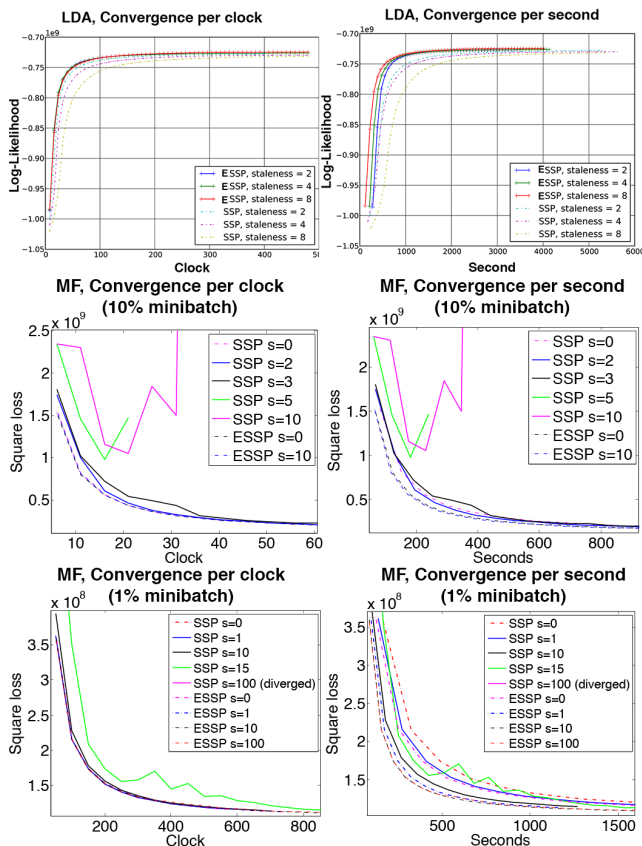 LDA, Convergence per clock
1e9
−0.70
−0.75
−0.80
−0.85
−0.90
−0.95
−1.00
−1.05
Log-Likelihood
ESSP, staleness = 2
ESSP, staleness = 4
ESSP, staleness = 8
SSP, staleness = 2
SSP, staleness = 4
SSP, staleness = 8
0 100 200 300 400 50
Clock
LDA, Convergence per second
1e9
−0.70
−0.75
−0.80
−0.85
−0.90
−0.95
−1.00
−1.05
Log-Likelihood
ESSP, staleness = 2
ESSP, staleness = 4
ESSP, staleness = 8
SSP, staleness = 2
SSP, staleness = 4
SSP, staleness = 8
0 1000 2000 3000 4000 5000 6000
Second
MF, Convergence per clock
(10% minibatch)
x 10^9
2.5
2
1.5
1
0.5
Square loss
SSP s=0
SSP s=2
SSP s=3
SSP s=5
SSP s=10
ESSP s=0
ESSP s=10
10 20 30 40 50 60
Clock
MF, Convergence per second
(10% minibatch)
x 10^9
2
1.5
1
0.5
Square loss
SSP s=0
SSP s=2
SSP s=3
SSP s=5
SSP s=10
ESSP s=0
ESSP s=10
200 400 600 800
Seconds
MF, Convergence per clock
(1% minibatch)
x 10^8
3.5
3
2.5
2
1.5
Square loss
SSP s=0
SSP s=1
SSP s=10
SSP s=15
SSP s=100 (diverged)
ESSP s=0
ESSP s=1
ESSP s=10
ESSP s=100
200 400 600 800
Clock
MF, Convergence per second
(1% minibatch)
x 10^8
3.5
3
2.5
2
1.5
Square loss
SSP s=0
SSP s=1
SSP s=10
SSP s=15
SSP s=100 (diverged)
ESSP s=0
ESSP s=1
ESSP s=10
ESSP s=100
500 1000 1500
Seconds